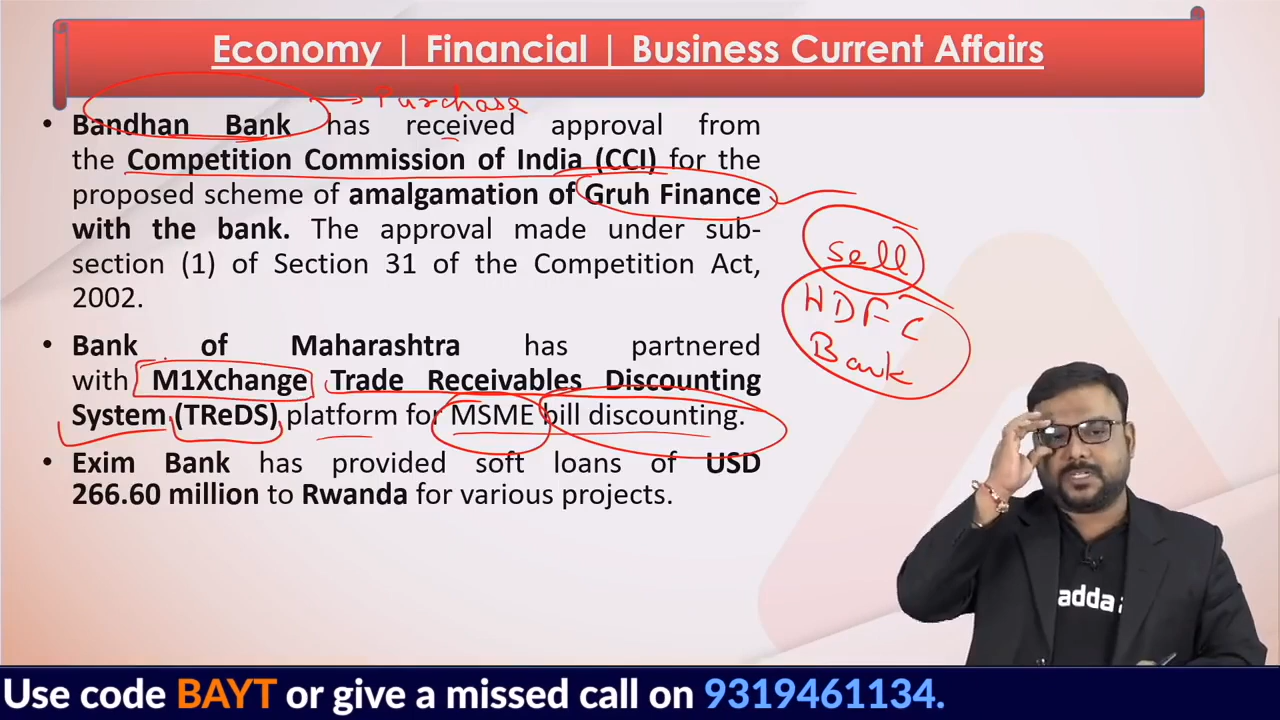 Economy | Financial | Business Current Affairs
Purchase
• Bandhan Bank has received approval from
the Competition Commission of India (CCI) for the
proposed scheme of amalgamation of Gruh Finance
with the bank. The approval made under sub-
section (1) of Section 31 of the Competition Act,
2002.
sell
HDFC
Bank
• Bank of Maharashtra has partnered
with M1Xchange Trade Receivables Discounting
System (TReDS) platform for MSME bill discounting.
• Exim Bank has provided soft loans of USD
266.60 million to Rwanda for various projects.
adda
Use code BAYT or give a missed call on 9319461134.